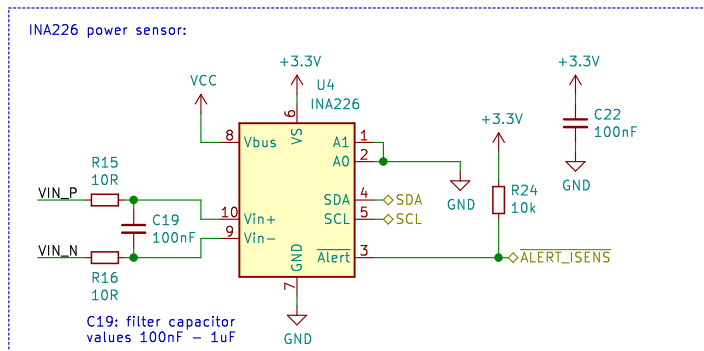 INA226 power sensor:
+3.3V
VCC
U4
INA226
+3.3V
C22
100nF
GND
+3.3V
6
VS
8
Vbus
A1
1
A0
2
GND
R15
10R
VIN_P
C19
100nF
10
Vin+
9
Vin-
SDA
4
SDA
SCL
5
SCL
R24
10k
VIN_N
R16
10R
GND
7
Alert
3
ALERT_ISENS
GND
C19: filter capacitor
values 100nF - 1uF